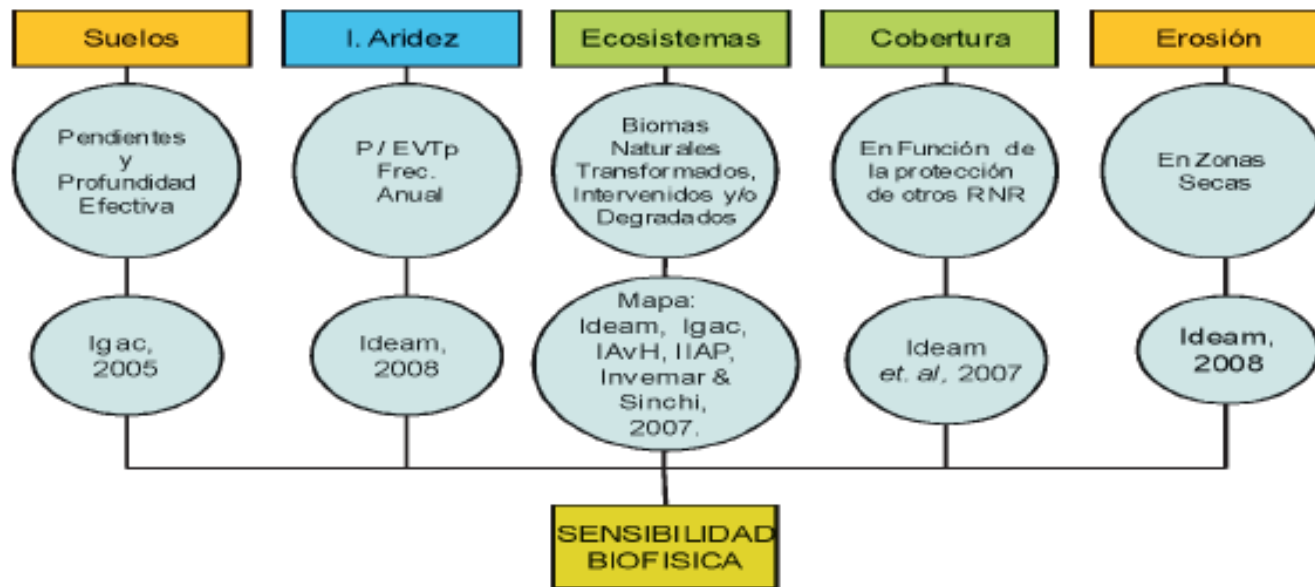 Suelos
I. Aridez
Ecosistemas
Cobertura
Erosión
Pendientes
y
Profundidad
Efectiva
P / EVTp
Frec.
Anual
Biomas
Naturales
Transformados,
Intervenidos y/o
Degradados
En Función de
la protección
de otros RNR
En Zonas
Secas
Igac,
2005
Ideam,
2008
Mapa:
Ideam, Igac,
IAvH, IIAP,
Invemar &
Sinchi,
2007.
Ideam
et. al, 2007
Ideam,
2008
SENSIBILIDAD
BIOFISICA